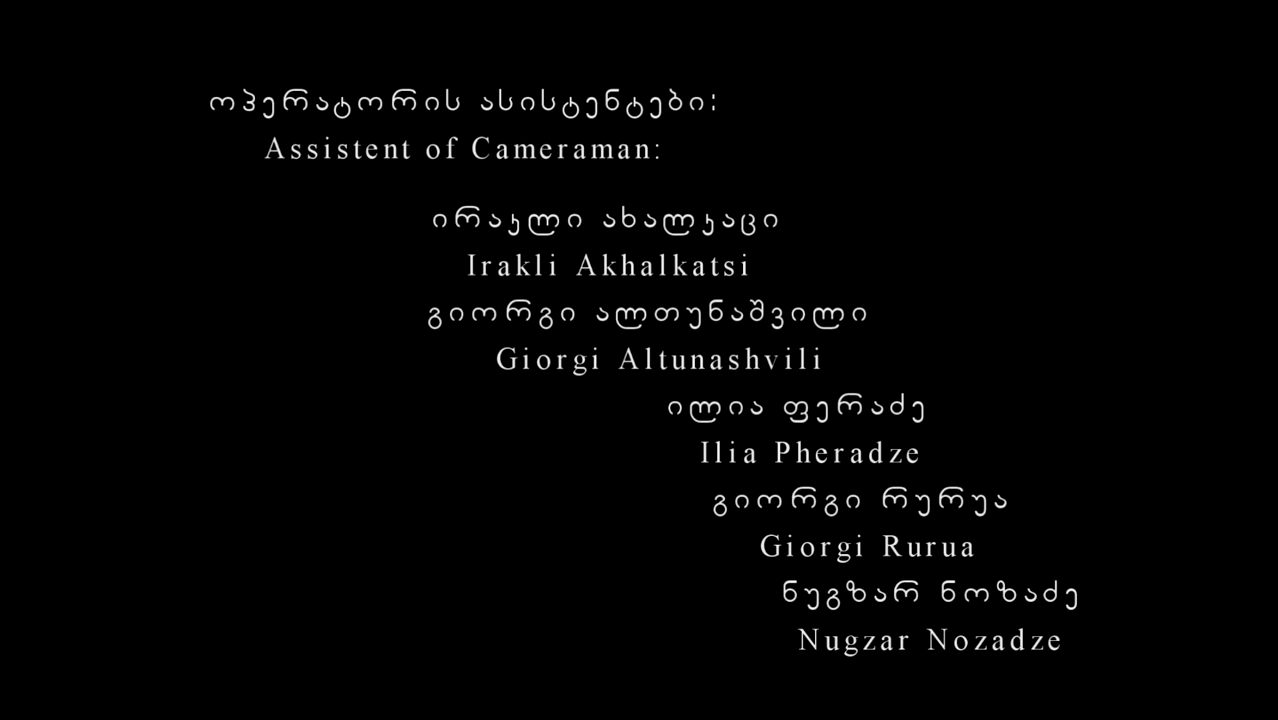 ოპერატორის ასისტენტები:
Assistent of Cameraman:
ირაკლი ახალკაცი
Irakli Akhalkatsi
გიორგი ალთუნაშვილი
Giorgi Altunashvili
ილია ფერაძე
Ilia Pheradze
გიორგი რურუა
Giorgi Rurua
ნუგზარ ნოზაძე
Nugzar Nozadze